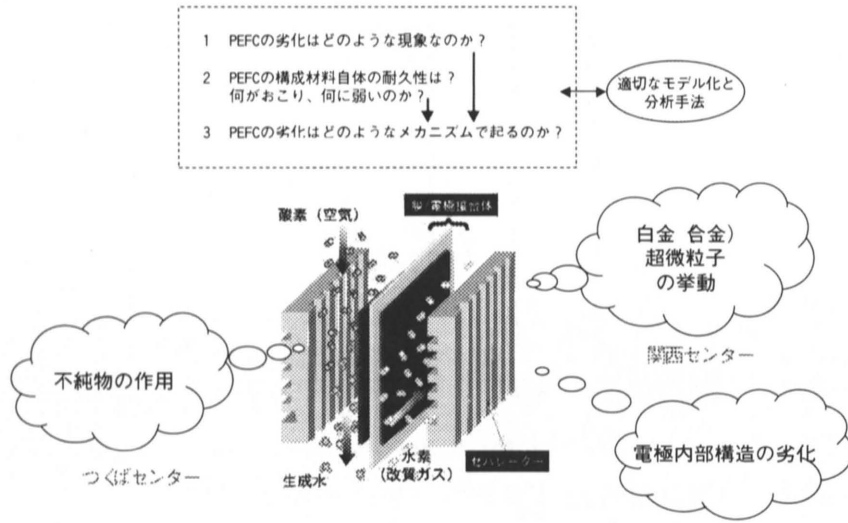 1 PEFCの劣化はどのような現象なのか？
2 PEFCの構成材料自体の耐久性は？
何がおこり、何に弱いのか？
3 PEFCの劣化はどのようなメカニズムで起るのか？
適切なモデル化と
分析手法
酸素（空気）
膜/電極接合体
白金 合金）
超微粒子
の挙動
関西センター
不純物の作用
つくばセンター
生成水
水素
（改質ガス）
セパレーター
電極内部構造の劣化